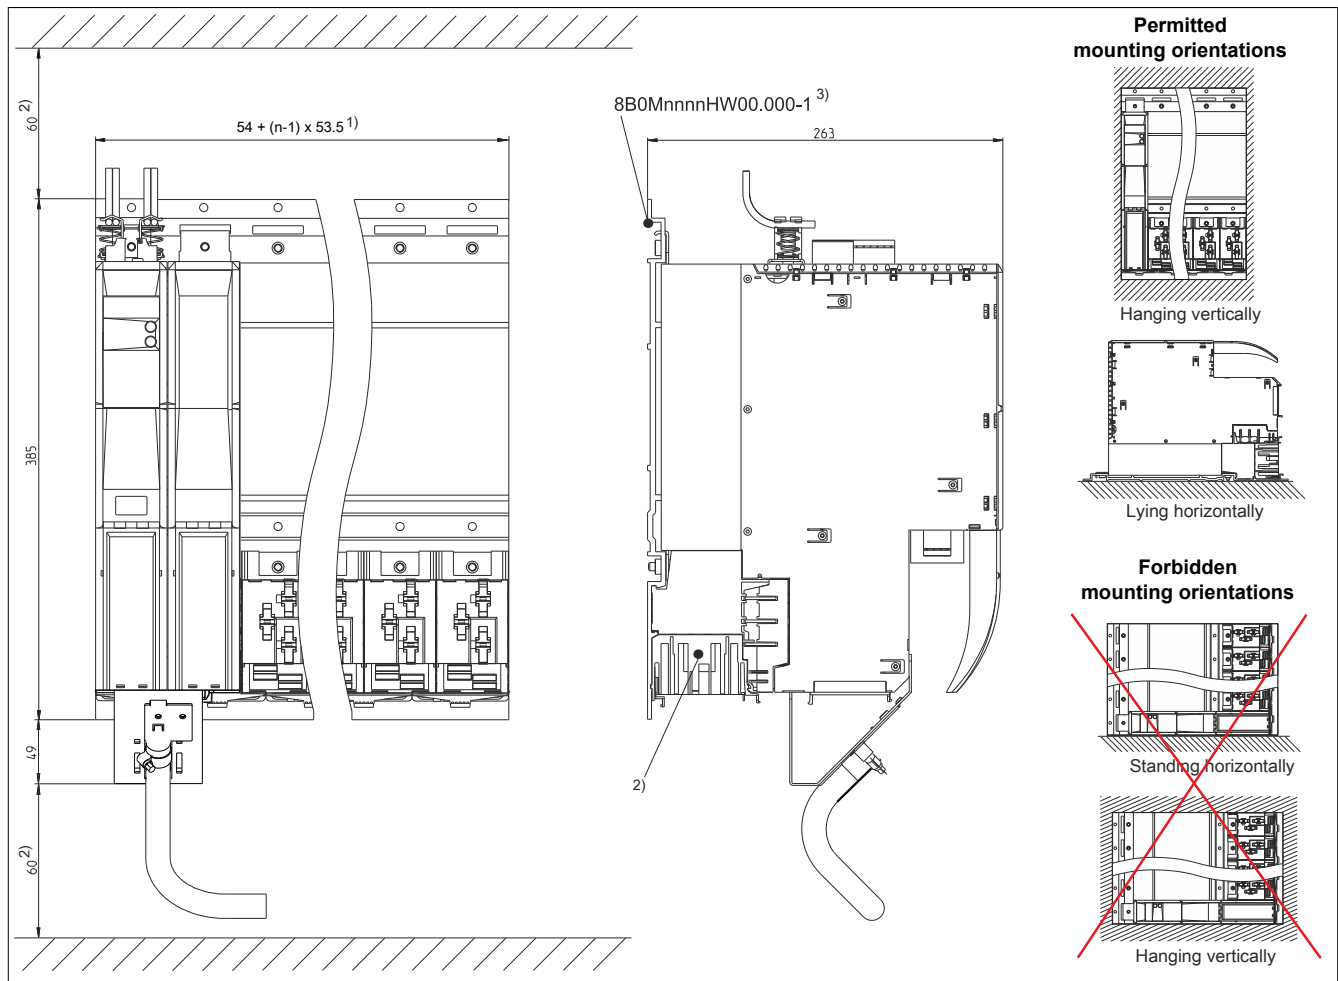 Permitted
mounting orientations
8B0MnnnnHW00.000-1 3)
263
54 + (n-1) x 53.5 1)
60 2)
385
49
60 2)
2)
Hanging vertically
Lying horizontally
Forbidden
mounting orientations
Standing horizontally
Hanging vertically